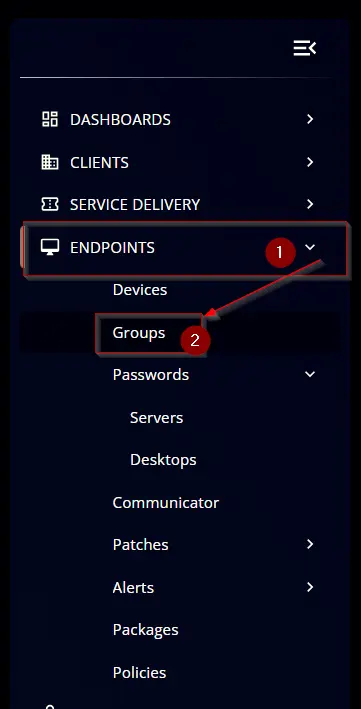 DASHBOARDS
CLIENTS
SERVICE DELIVERY
ENDPOINTS 1
Devices
Groups 2
Passwords
Servers
Desktops
Communicator
Patches
Alerts
Packages
Policies